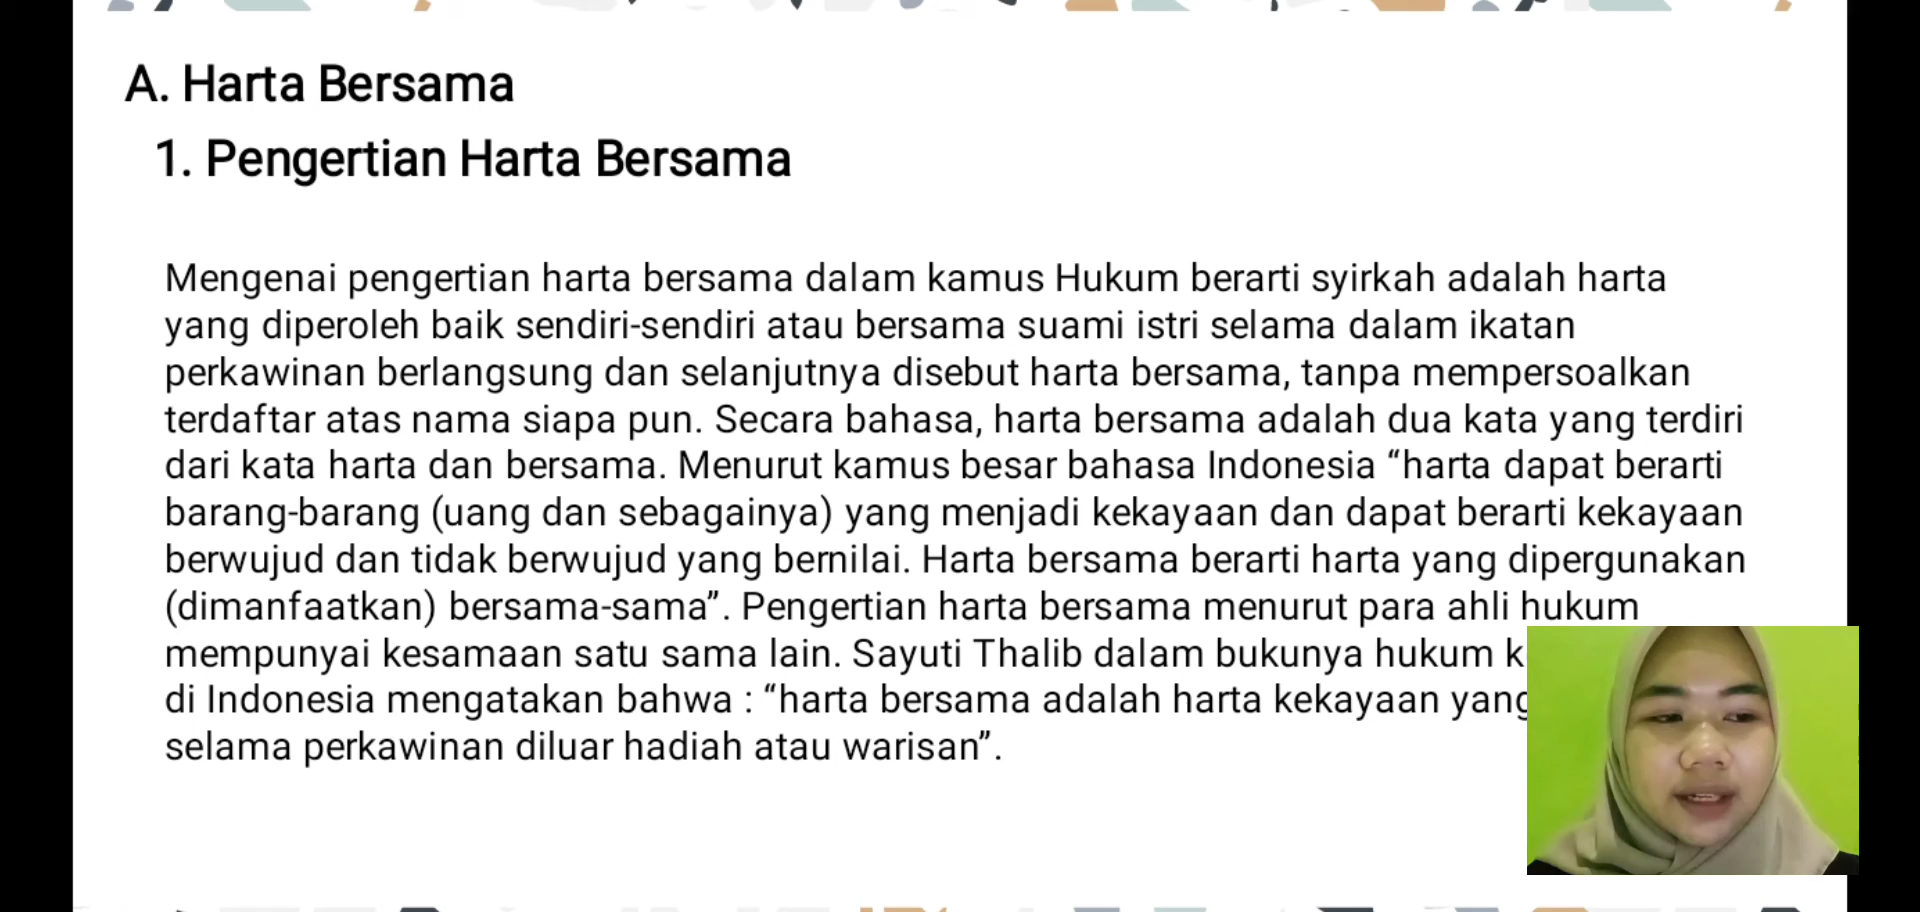 A. Harta Bersama
1. Pengertian Harta Bersama
Mengenai pengertian harta bersama dalam kamus Hukum berarti syirkah adalah harta
yang diperoleh baik sendiri-sendiri atau bersama suami istri selama dalam ikatan
perkawinan berlangsung dan selanjutnya disebut harta bersama, tanpa mempersoalkan
terdaftar atas nama siapa pun. Secara bahasa, harta bersama adalah dua kata yang terdiri
dari kata harta dan bersama. Menurut kamus besar bahasa Indonesia “harta dapat berarti
barang-barang (uang dan sebagainya) yang menjadi kekayaan dan dapat berarti kekayaan
berwujud dan tidak berwujud yang bernilai. Harta bersama berarti harta yang dipergunakan
(dimanfaatkan) bersama-sama”. Pengertian harta bersama menurut para ahli hukum
mempunyai kesamaan satu sama lain. Sayuti Thalib dalam bukunya hukum
di Indonesia mengatakan bahwa : “harta bersama adalah harta kekayaan yang
selama perkawinan diluar hadiah atau warisan”.